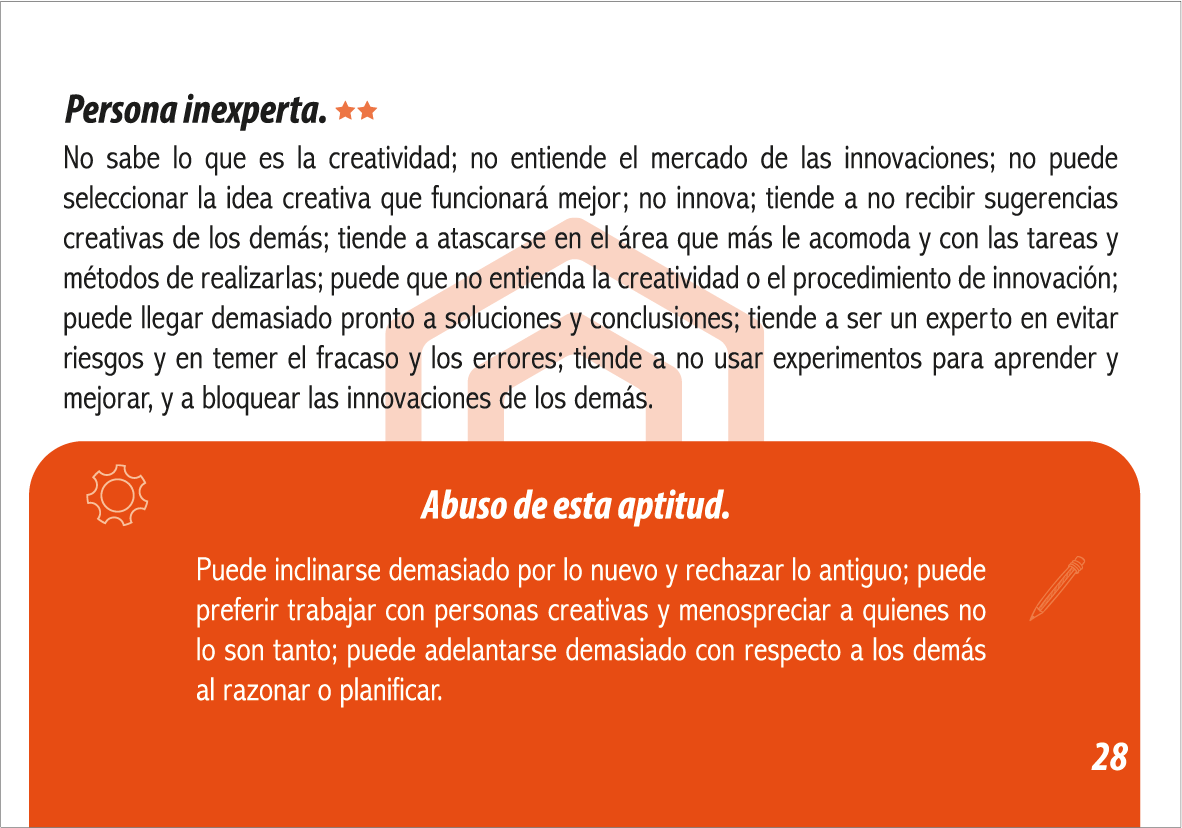 Persona inexperta. ★★
No sabe lo que es la creatividad; no entiende el mercado de las innovaciones; no puede
seleccionar la idea creativa que funcionará mejor; no innova; tiende a no recibir sugerencias
creativas de los demás; tiende a atascarse en el área que más le acomoda y con las tareas y
métodos de realizarlas; puede que no entienda la creatividad o el procedimiento de innovación;
puede llegar demasiado pronto a soluciones y conclusiones; tiende a ser un experto en evitar
riesgos y en temer el fracaso y los errores; tiende a no usar experimentos para aprender y
mejorar, y a bloquear las innovaciones de los demás.
Abuso de esta aptitud.
Puede inclinarse demasiado por lo nuevo y rechazar lo antiguo; puede
preferir trabajar con personas creativas y menospreciar a quienes no
lo son tanto; puede adelantarse demasiado con respecto a los demás
al razonar o planificar.
28